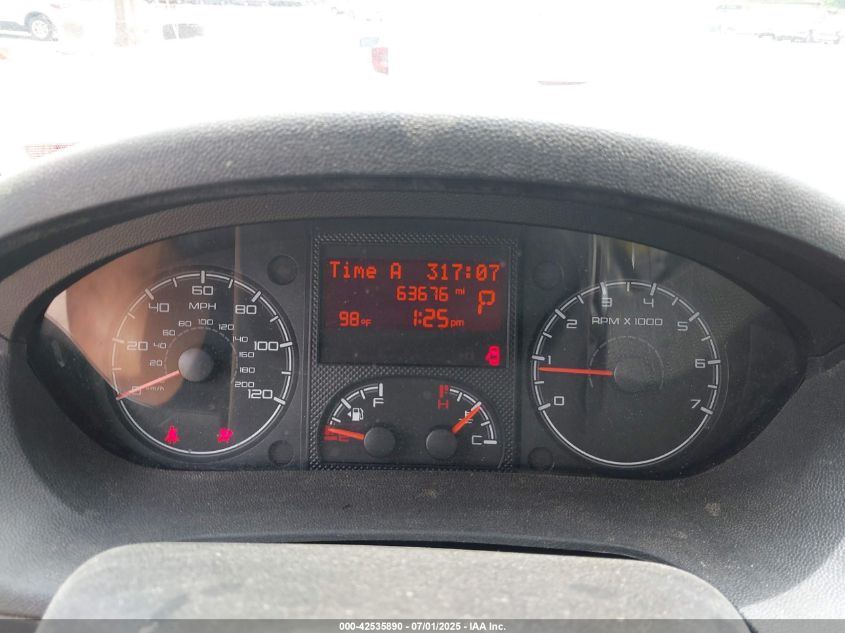 Time A 317:07
63676 mi
P
98°F 1:25pm
0 20 40 60 80 100 120
MPH
20 40 60 80 100 120 140 160 180 200
km/h
F
H
C
0 1 2 3 4 5 6 7
RPM X 1000
000-42535890 - 07/01/2025 - IAA Inc.